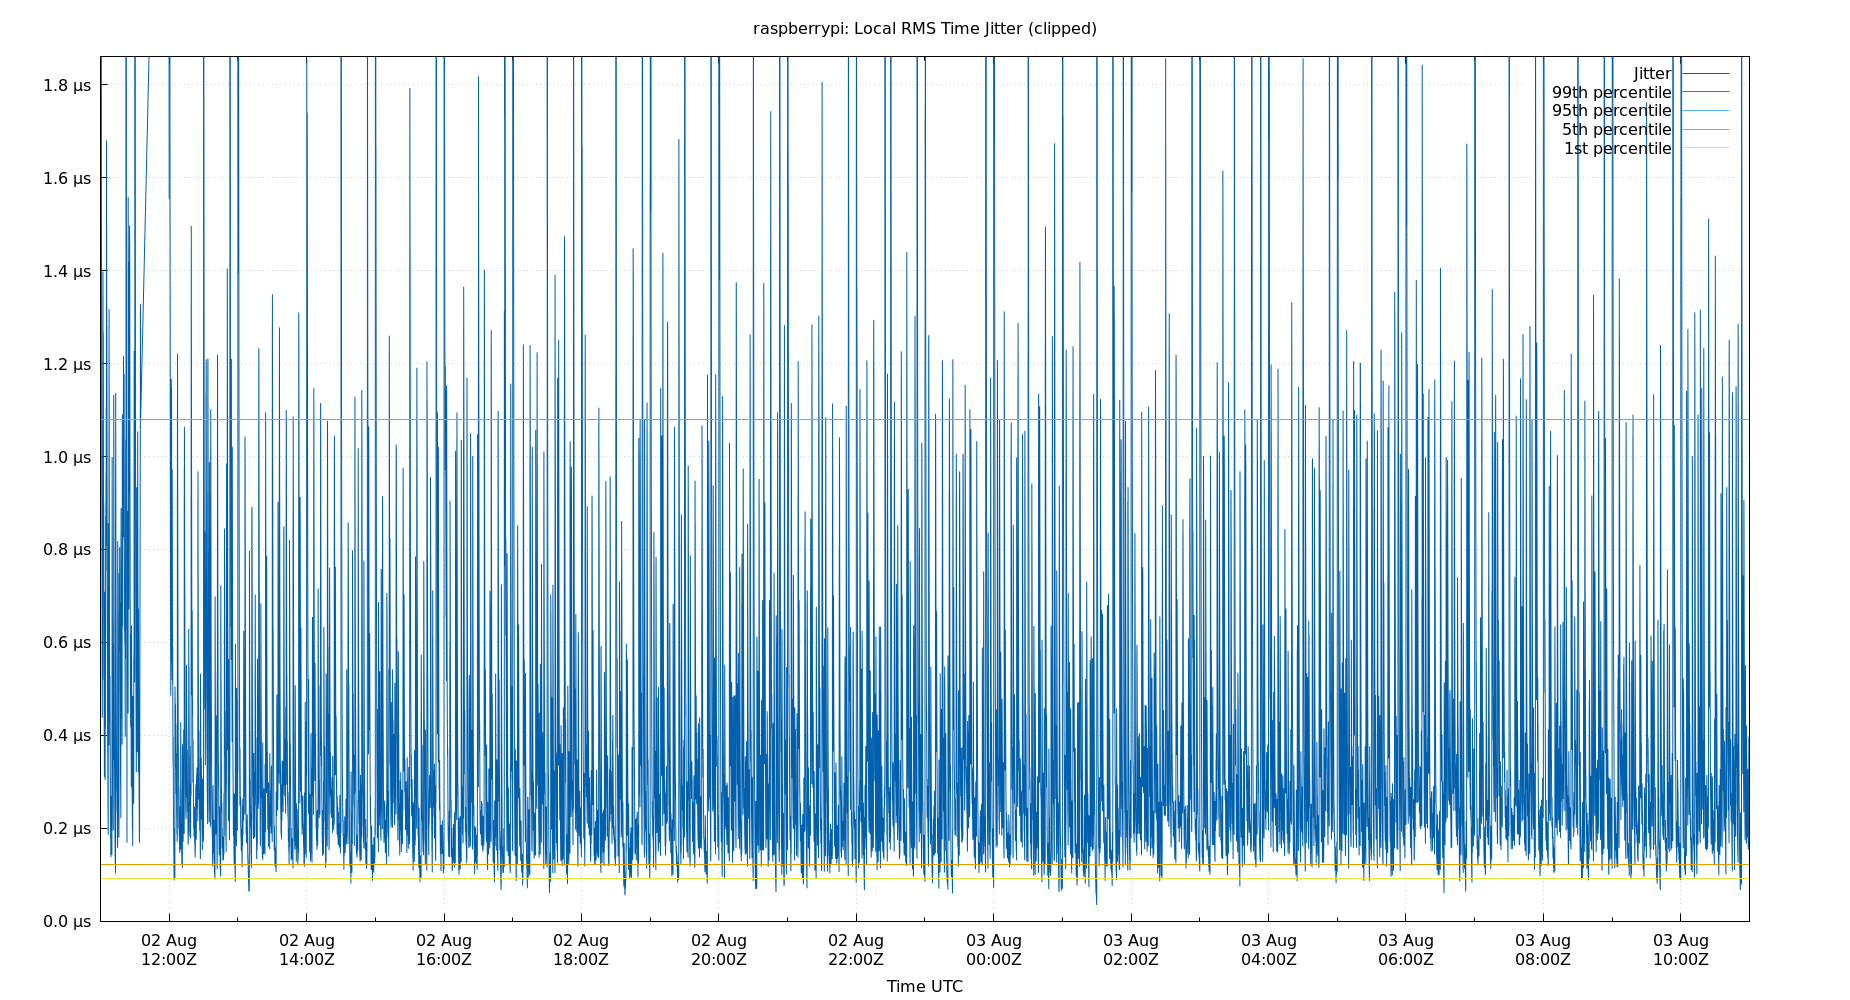 raspberrypi: Local RMS Time Jitter (clipped)
1.8 µs
1.6 µs
1.4 µs
1.2 µs
1.0 µs
0.8 µs
0.6 µs
0.4 µs
0.2 µs
0.0 µs
Jitter
99th percentile
95th percentile
5th percentile
1st percentile
02 Aug 02 Aug 02 Aug 02 Aug 02 Aug 02 Aug 03 Aug 03 Aug 03 Aug 03 Aug 03 Aug 03 Aug
12:00Z 14:00Z 16:00Z 18:00Z 20:00Z 22:00Z 00:00Z 02:00Z 04:00Z 06:00Z 08:00Z 10:00Z
Time UTC